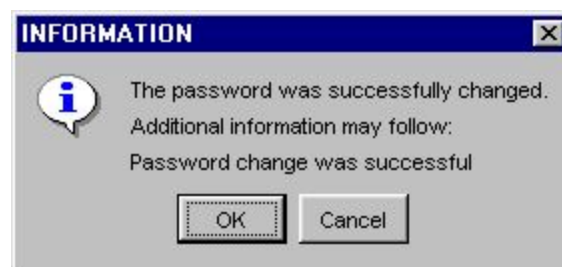 INFORMATION
The password was successfully changed.
Additional information may follow:
Password change was successful
OK Cancel